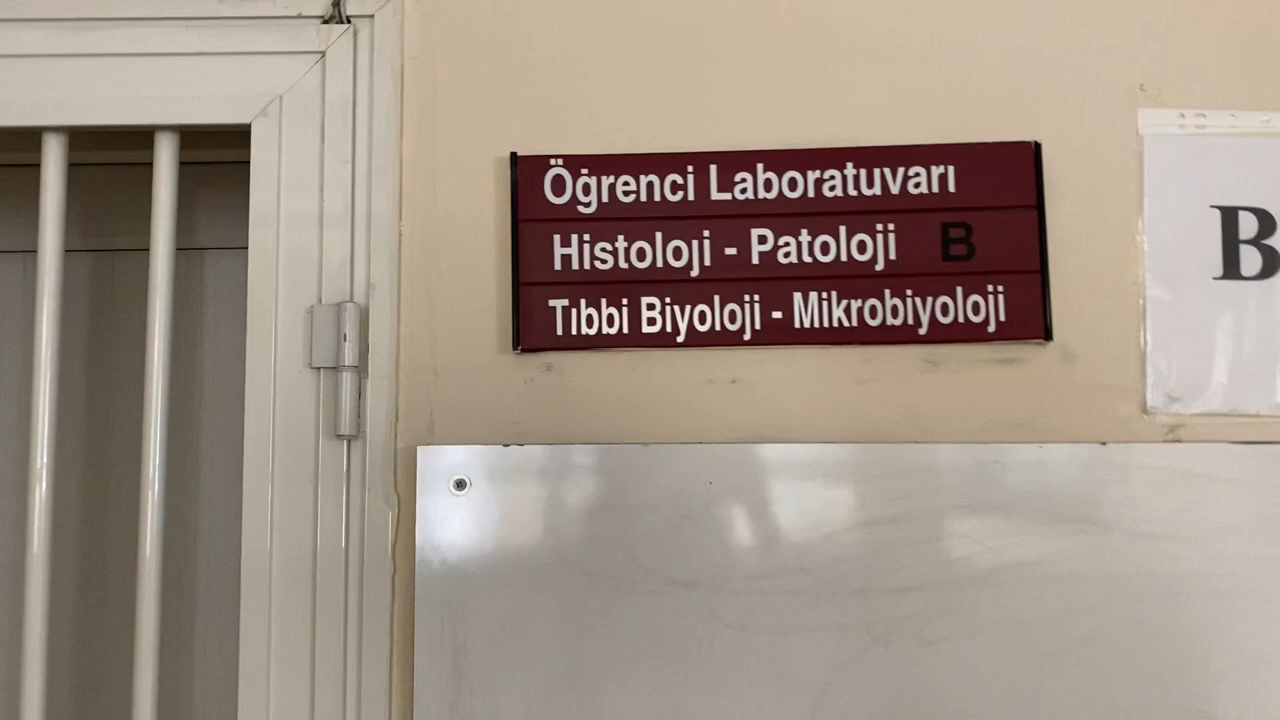 Öğrenci Laboratuvarı
Histoloji - Patoloji B
Tıbbi Biyoloji - Mikrobiyoloji
B